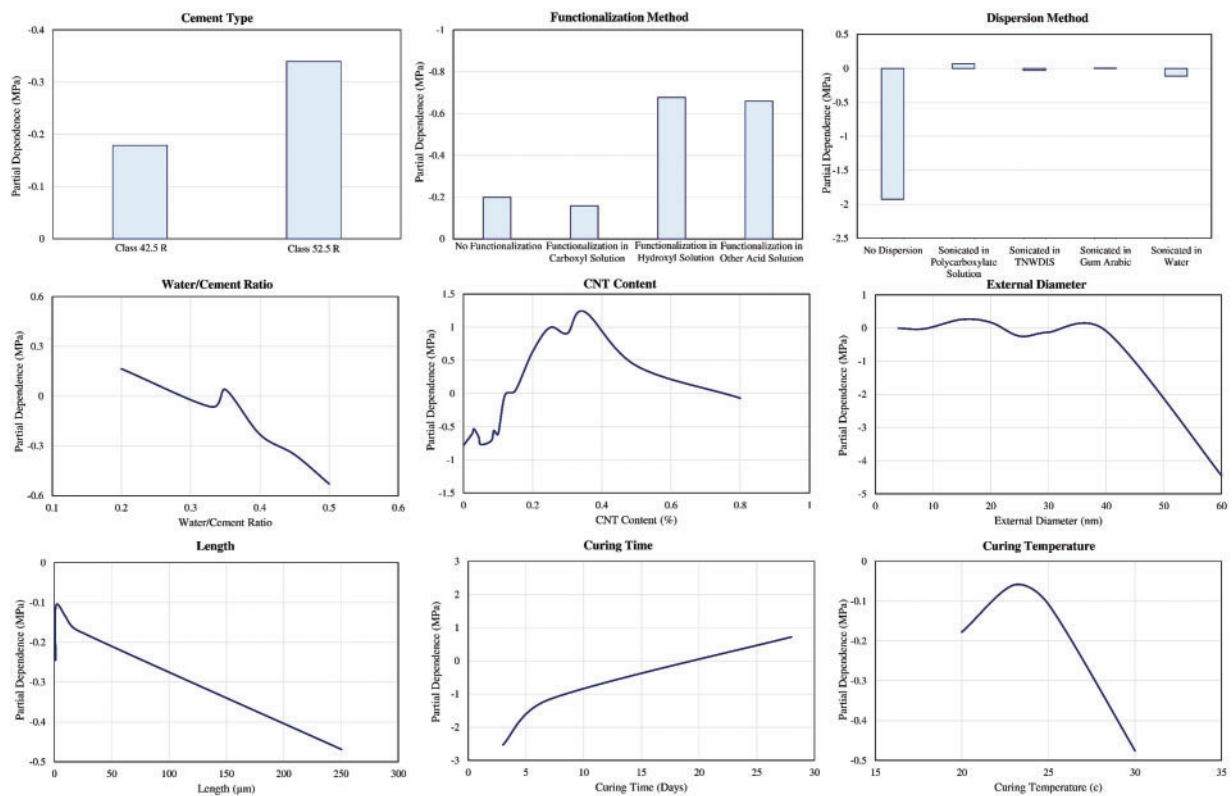 Cement Type
-0.4
-0.3
-0.2
-0.1
0
Partial Dependence (MPa)
Class 42.5 R
Class 52.5 R
Functionalization Method
-1
-0.8
-0.6
-0.4
-0.2
0
Partial Dependence (MPa)
No Functionalization
Functionalization in
Carboxyl Solution
Functionalization in
Hydroxyl Solution
Functionalization in
Other Acid Solution
Dispersion Method
0.5
0
-0.5
-1
-1.5
-2
-2.5
Partial Dependence (MPa)
No Dispersion
Sonicated in
Polycarboxylate
Solution
Sonicated in
TNWDIS
Sonicated in
Gum Arabic
Sonicated in
Water
Water/Cement Ratio
0.6
0.3
0
-0.3
-0.6
Partial Dependence (MPa)
0.1 0.2 0.3 0.4 0.5 0.6
Water/Cement Ratio
CNT Content
1.5
1
0.5
0
-0.5
-1
-1.5
Partial Dependence (MPa)
0 0.2 0.4 0.6 0.8 1
CNT Content (%)
External Diameter
1
0
-1
-2
-3
-4
-5
Partial Dependence (MPa)
0 10 20 30 40 50 60
External Diameter (nm)
Length
0
-0.1
-0.2
-0.3
-0.4
-0.5
Partial Dependence (MPa)
0 50 100 150 200 250 300
Length (μm)
Curing Time
3
2
1
0
-1
-2
-3
Partial Dependence (MPa)
0 5 10 15 20 25 30
Curing Time (Days)
Curing Temperature
0
-0.1
-0.2
-0.3
-0.4
-0.5
Partial Dependence (MPa)
15 20 25 30 35
Curing Temperature (c)